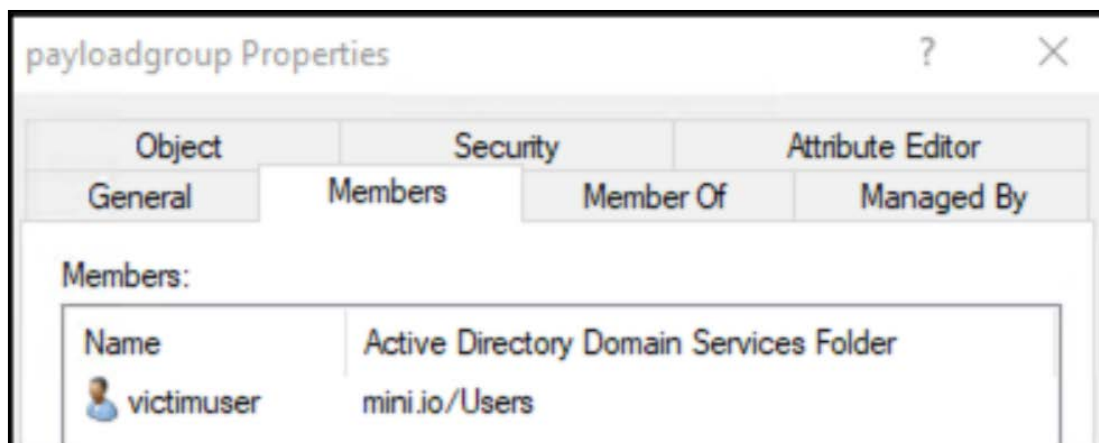 payloadgroup Properties ? ×
Object Security Attribute Editor
General Members Member Of Managed By
Members:
Name Active Directory Domain Services Folder
victimuser mini.io/Users